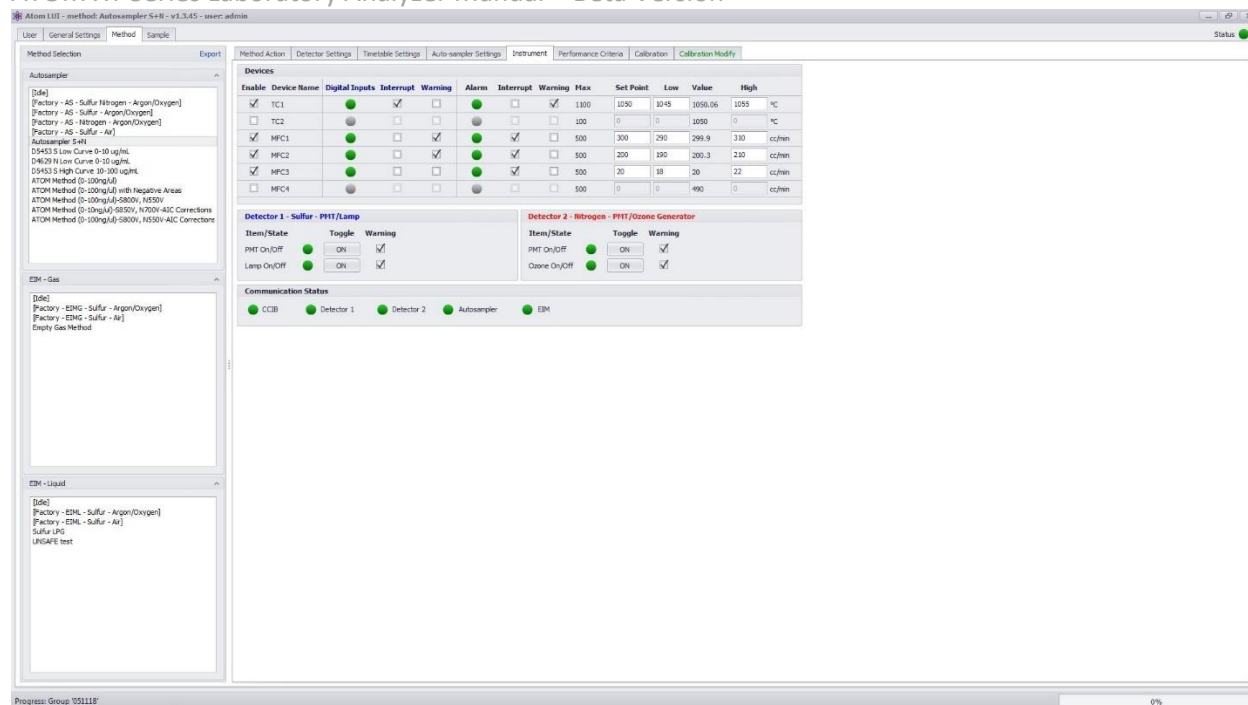 Atom LUI - method: Autosampler S+N - v1.3.45 - user: admin
User General Settings Method Sample Status
Method Selection Export
Autosampler
[Idle]
[Factory - AS - Sulfur Nitrogen - Argon/Oxygen]
[Factory - AS - Sulfur - Argon/Oxygen]
[Factory - AS - Nitrogen - Argon/Oxygen]
[Factory - AS - Sulfur - Air]
Autosampler S+N
D5453 S Low Curve 0-10 ug/mL
D4629 N Low Curve 0-10 ug/mL
D5453 S High Curve 10-100 ug/mL
ATOM Method (0-100ng/ul)
ATOM Method (0-100ng/ul) with Negative Areas
ATOM Method (0-100ng/ul)-S800V, N550V
ATOM Method (0-10ng/ul)-S850V, N700V-AIC Corrections
ATOM Method (0-100ng/ul)-S800V, N550V-AIC Corrections
EIM - Gas
[Idle]
[Factory - EIMG - Sulfur - Argon/Oxygen]
[Factory - EIMG - Sulfur - Air]
Empty Gas Method
EIM - Liquid
[Idle]
[Factory - EIML - Sulfur - Argon/Oxygen]
[Factory - EIML - Sulfur - Air]
Sulfur LPG
UNSAFE test
Method Action Detector Settings Timetable Settings Auto-sampler Settings Instrument Performance Criteria Calibration Calibration Modify
Devices
Enable Device Name Digital Inputs Interrupt Warning Alarm Interrupt Warning Max Set Point Low Value High
TC1 1100 1050 1045 1050.06 1055 °C
TC2 100 0 0 1050 0 °C
MFC1 500 300 290 299.9 310 cc/min
MFC2 500 200 190 200.3 210 cc/min
MFC3 500 20 18 20 22 cc/min
MFC4 500 0 0 490 0 cc/min
Detector 1 - Sulfur - PMT/Lamp
Item/State Toggle Warning
PMT On/Off ON
Lamp On/Off ON
Detector 2 - Nitrogen - PMT/Ozone Generator
Item/State Toggle Warning
PMT On/Off ON
Ozone On/Off ON
Communication Status
CCIB Detector 1 Detector 2 Autosampler EIM
Progress: Group '051118' 0%